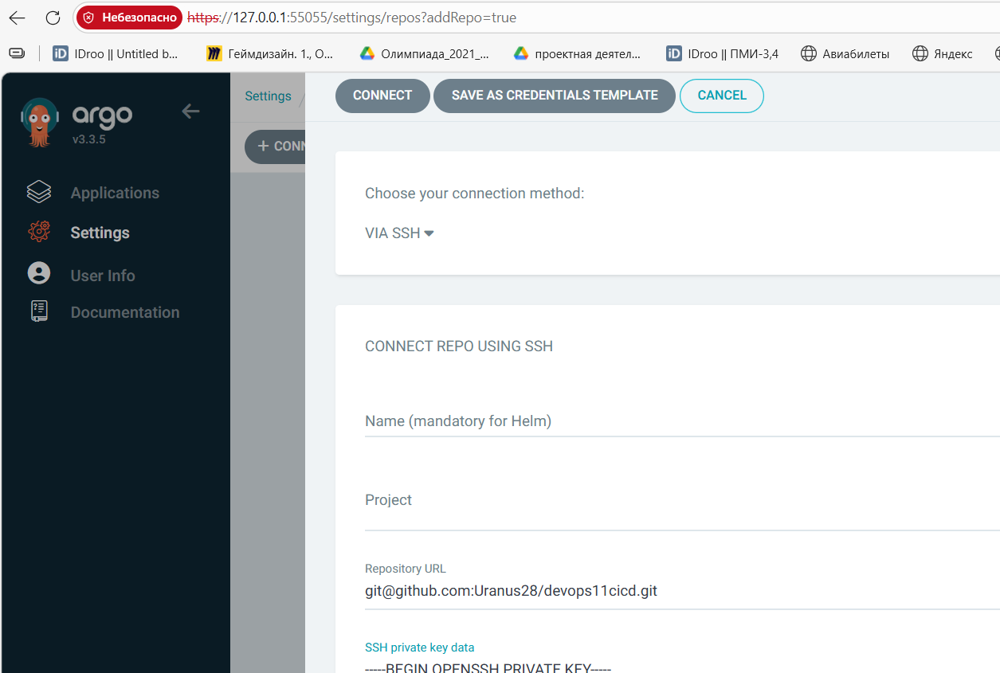 Небезопасно https://127.0.0.1:55055/settings/repos?addRepo=true
iD IDroo || Untitled b... Геймдизайн. 1., О... Олимпиада_2021_... проектная деятел... iD IDroo || ПМИ-3,4 Авиабилеты Яндекс
argo
v3.3.5
Applications
Settings
User Info
Documentation
Settings /
+ CONN
CONNECT SAVE AS CREDENTIALS TEMPLATE CANCEL
Choose your connection method:
VIA SSH
CONNECT REPO USING SSH
Name (mandatory for Helm)
Project
Repository URL
git@github.com:Uranus28/devops11cicd.git
SSH private key data
-----BEGIN OPENSSH PRIVATE KEY-----